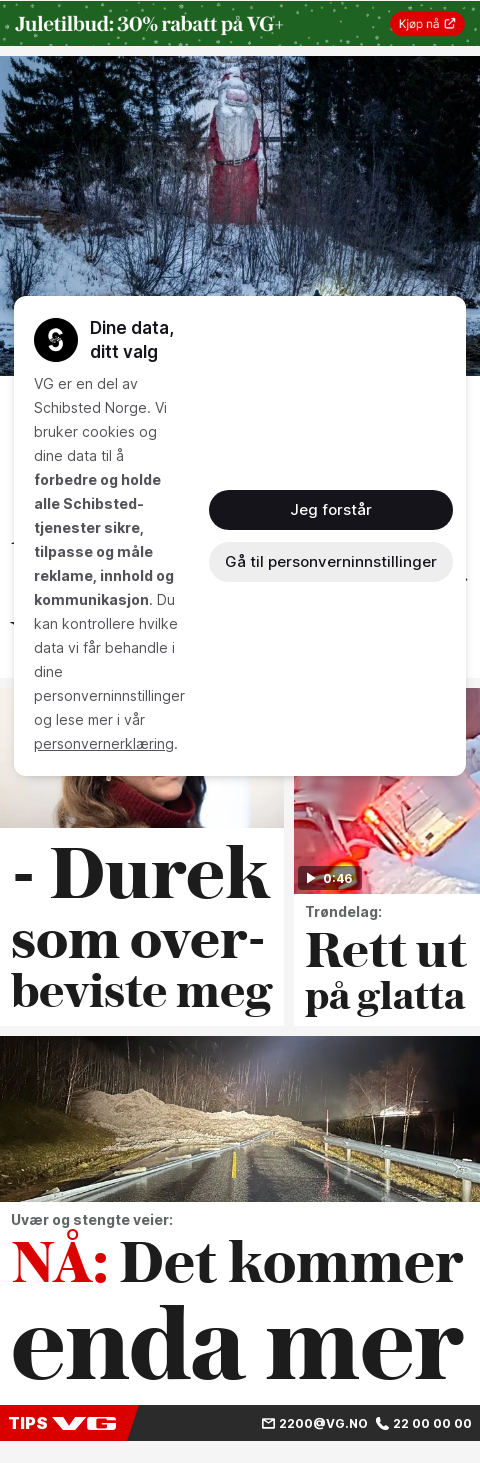 Juletilbud: 30% rabatt på VG+
Kjøp nå
Dine data,
ditt valg
VG er en del av
Schibsted Norge. Vi
bruker cookies og
dine data til å
forbedre og holde
alle Schibsted-
tjenester sikre,
tilpasse og måle
reklame, innhold og
kommunikasjon. Du
kan kontrollere hvilke
data vi får behandle i
dine
personverninnstillinger
og lese mer i vår
personvernerklæring.
Jeg forstår
Gå til personverninnstillinger
- Durek
som over-
beviste meg
0:46
Trøndelag:
Rett ut
på glatta
Uvær og stengte veier:
NÅ: Det kommer
enda mer
TIPS VG
2200@VG.NO 22 00 00 00